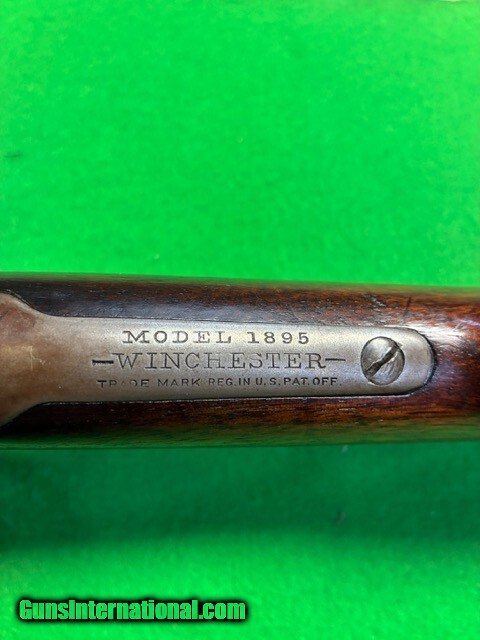 MODEL 1895
-WINCHESTER-
TRADE MARK REG. IN U.S. PAT. OFF.
GunsInternational.com